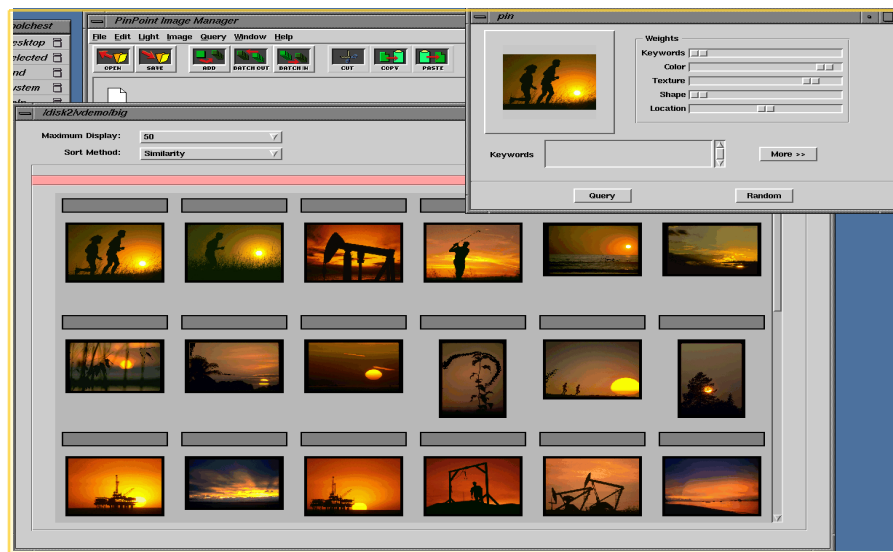 olchest
PinPoint Image Manager
pin
esktop
elected
nd
ystem
File Edit Light Image Query Window Help
OPEN SAVE ADD BATCH OUT BATCH IN CUT COPY PASTE
Weights
Keywords
Color
Texture
Shape
Location
Keywords
More >>
Query
Random
/disk2/vdemo/big
Maximum Display: 50
Sort Method: Similarity